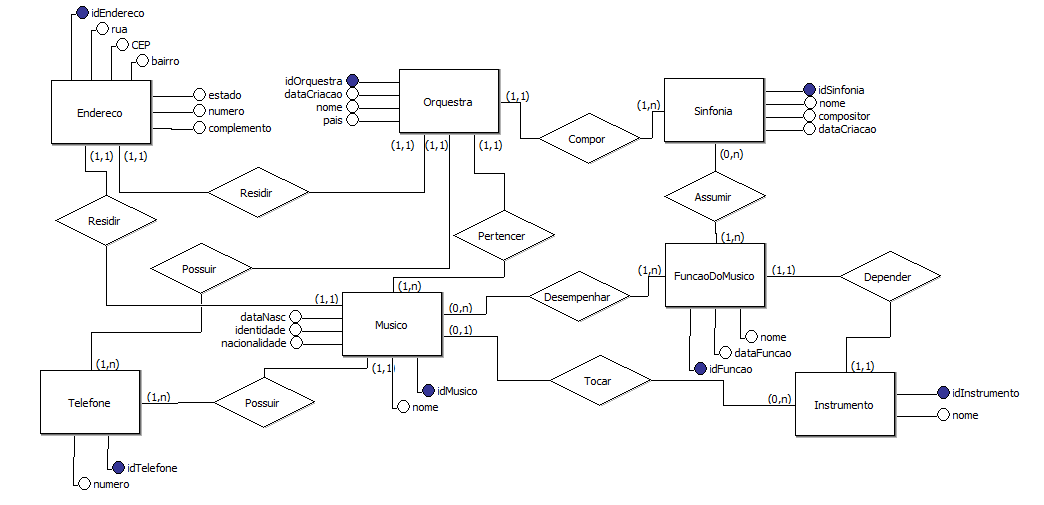 idEndereco
rua
CEP
bairro
Endereco
estado
numero
complemento
(1,1)
(1,1)
idOrquestra
dataCriacao
nome
pais
Orquestra
(1,1)
(1,1)
(1,1)
(1,1)
Compor
(1,n)
Sinfonia
idSinfonia
nome
compositor
dataCriacao
(0,n)
Residir
Residir
Assumir
Pertencer
Possuir
(1,n)
(1,n)
FuncaoDoMusico
(1,1)
Depender
Desempenhar
(1,n)
(1,1)
dataNasc
identidade
nacionalidade
Musico
(0,n)
(0,1)
nome
dataFuncao
idFuncao
(1,n)
Telefone
(1,n)
Possuir
(1,1
idMusico
nome
Tocar
(0,n)
(1,1)
Instrumento
idInstrumento
nome
idTelefone
numero